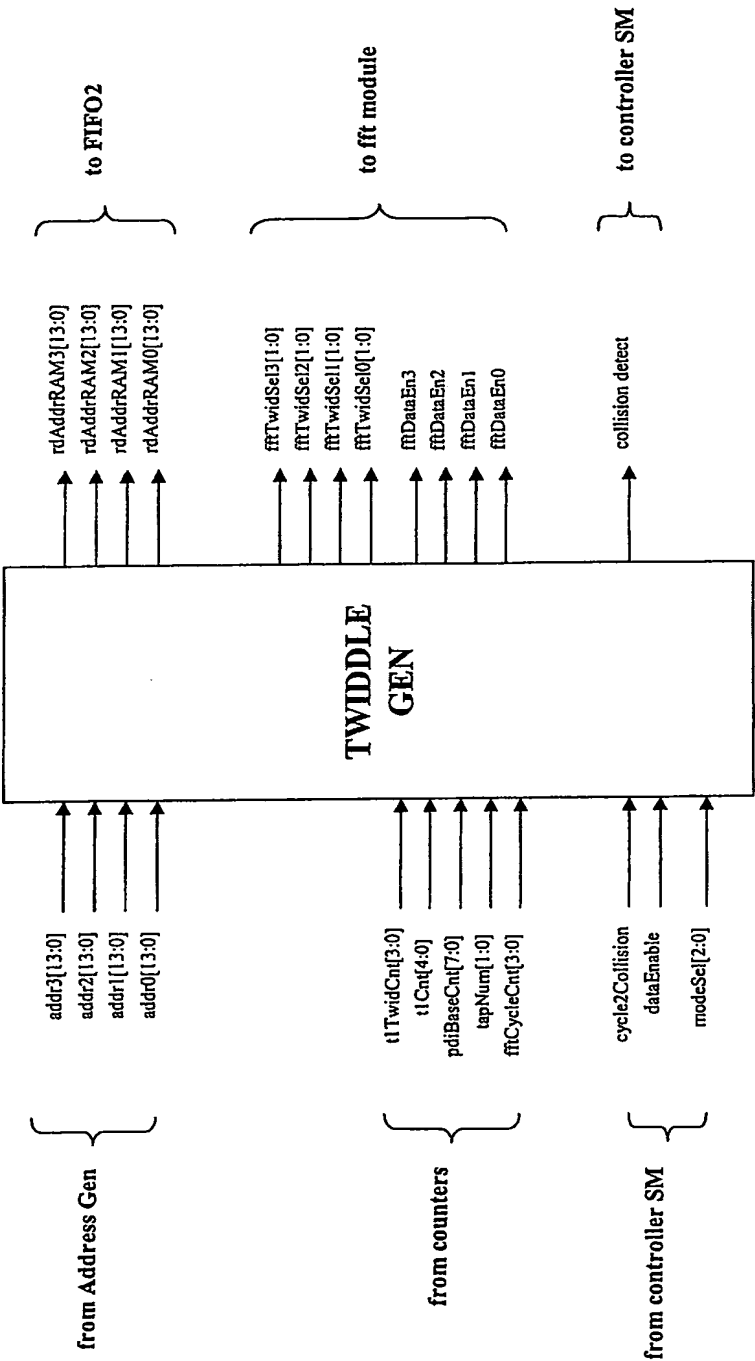 from Address Gen
addr3[13:0]
addr2[13:0]
addr1[13:0]
addr0[13:0]
from counters
t1TwidCnt[3:0]
t1Cnt[4:0]
pdiBaseCnt[7:0]
tapNum[1:0]
fftCycleCnt[3:0]
from controller SM
cycle2Collision
dataEnable
modeSel[2:0]
TWIDDLE
GEN
rdAddrRAM3[13:0]
rdAddrRAM2[13:0]
rdAddrRAM1[13:0]
rdAddrRAM0[13:0]
to FIFO2
fftTwidSel3[1:0]
fftTwidSel2[1:0]
fftTwidSel1[1:0]
fftTwidSel0[1:0]
fftDataEn3
fftDataEn2
fftDataEn1
fftDataEn0
to fft module
collision detect
to controller SM